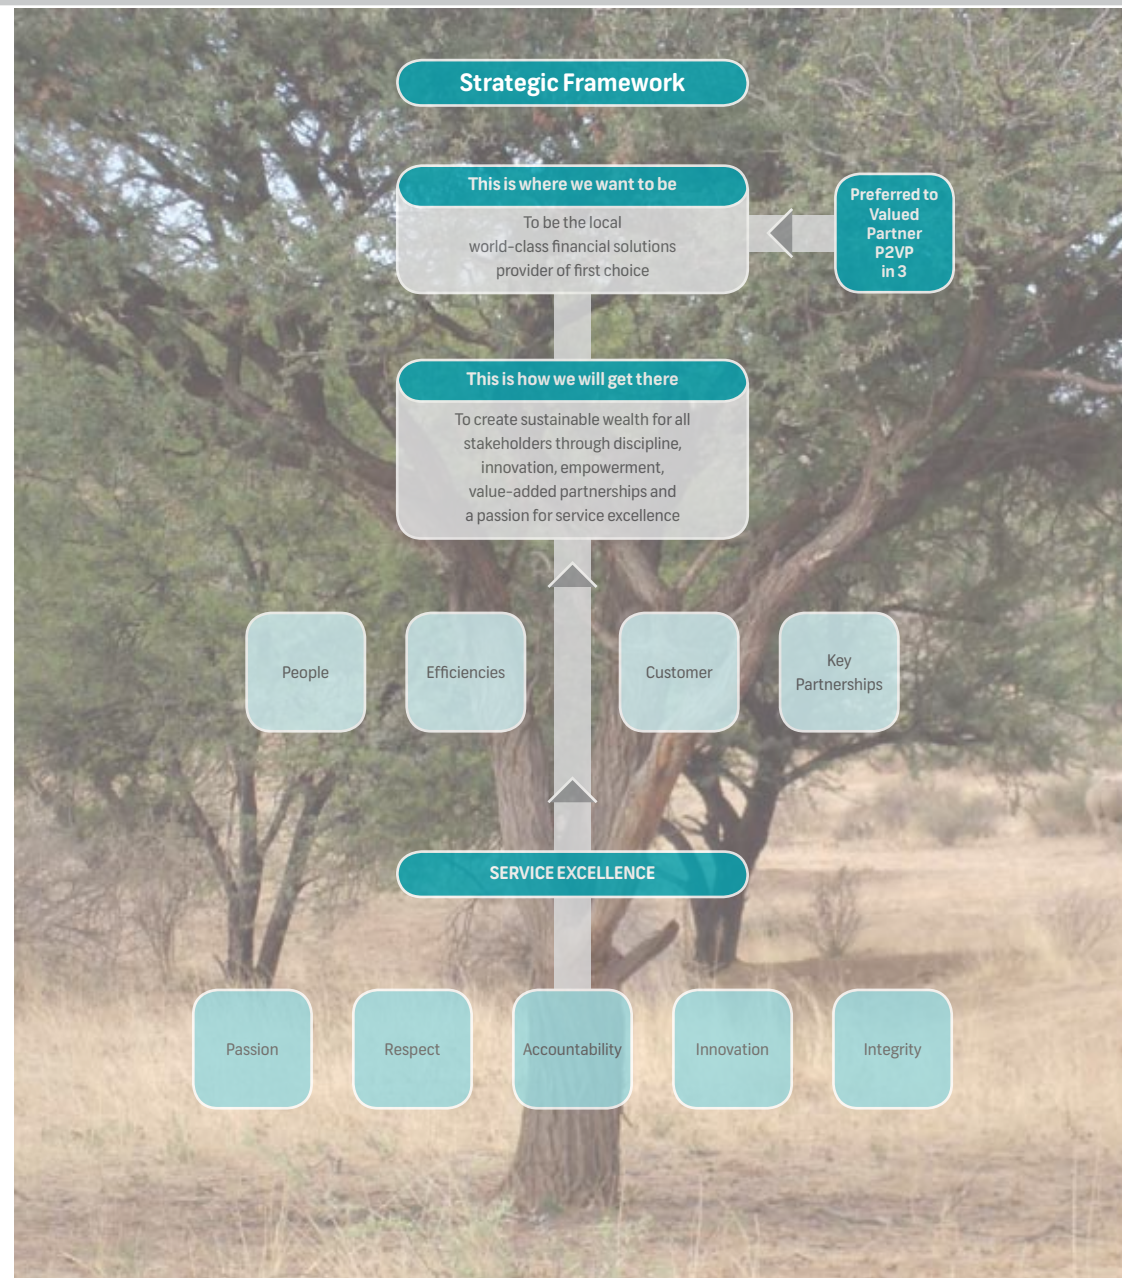 Strategic Framework
This is where we want to be
To be the local
world-class financial solutions
provider of first choice
Preferred to
Valued
Partner
P2VP
in 3
This is how we will get there
To create sustainable wealth for all
stakeholders through discipline,
innovation, empowerment,
value-added partnerships and
a passion for service excellence
People
Efficiencies
Customer
Key
Partnerships
SERVICE EXCELLENCE
Passion
Respect
Accountability
Innovation
Integrity